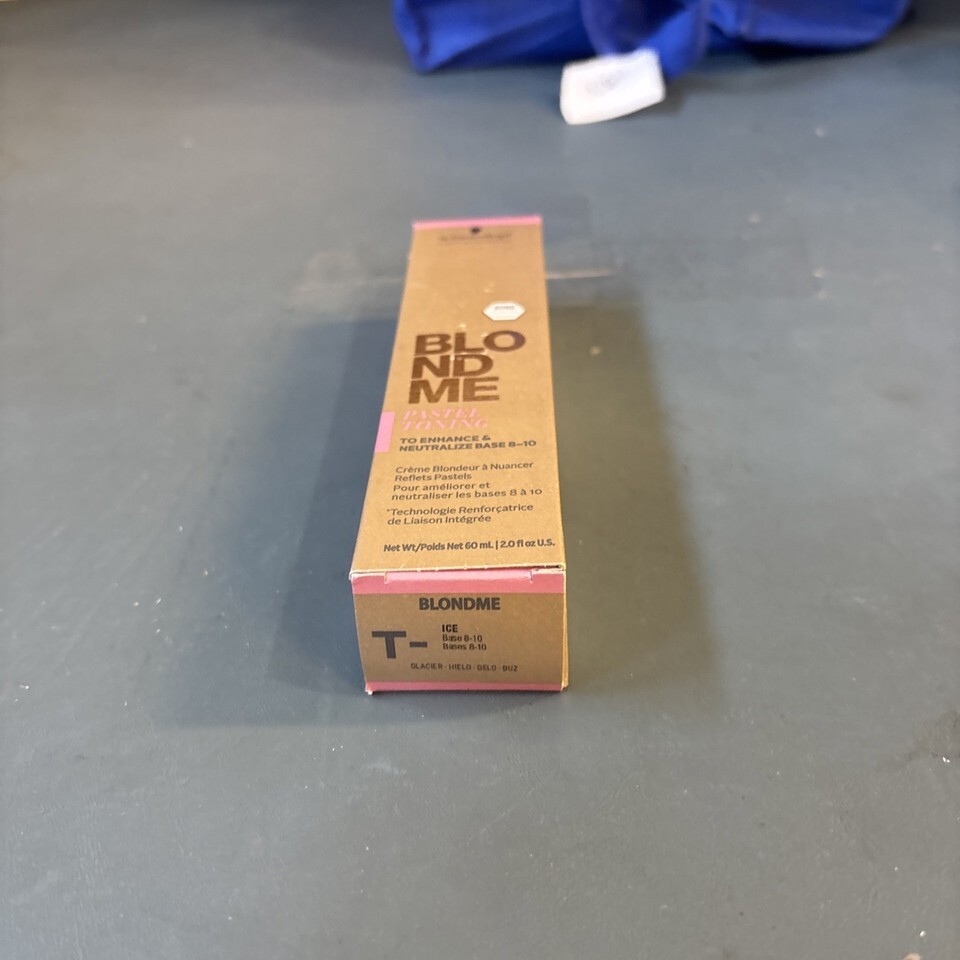 BLO
ND
ME
PASTEL
TONING
TO ENHANCE &
NEUTRALIZE BASE 8–10
Crème Blondeur à Nuancer
Reflets Pastels
Pour améliorer et
neutraliser les bases 8 à 10
*Technologie Renforçatrice
de Liaison Intégrée
Net Wt/Poids Net 60 mL | 2.0 fl oz U.S.
BLONDME
T-
ICE
Base 8-10
Bases 8-10
GLACIER · HIELO · GELO · BUZ